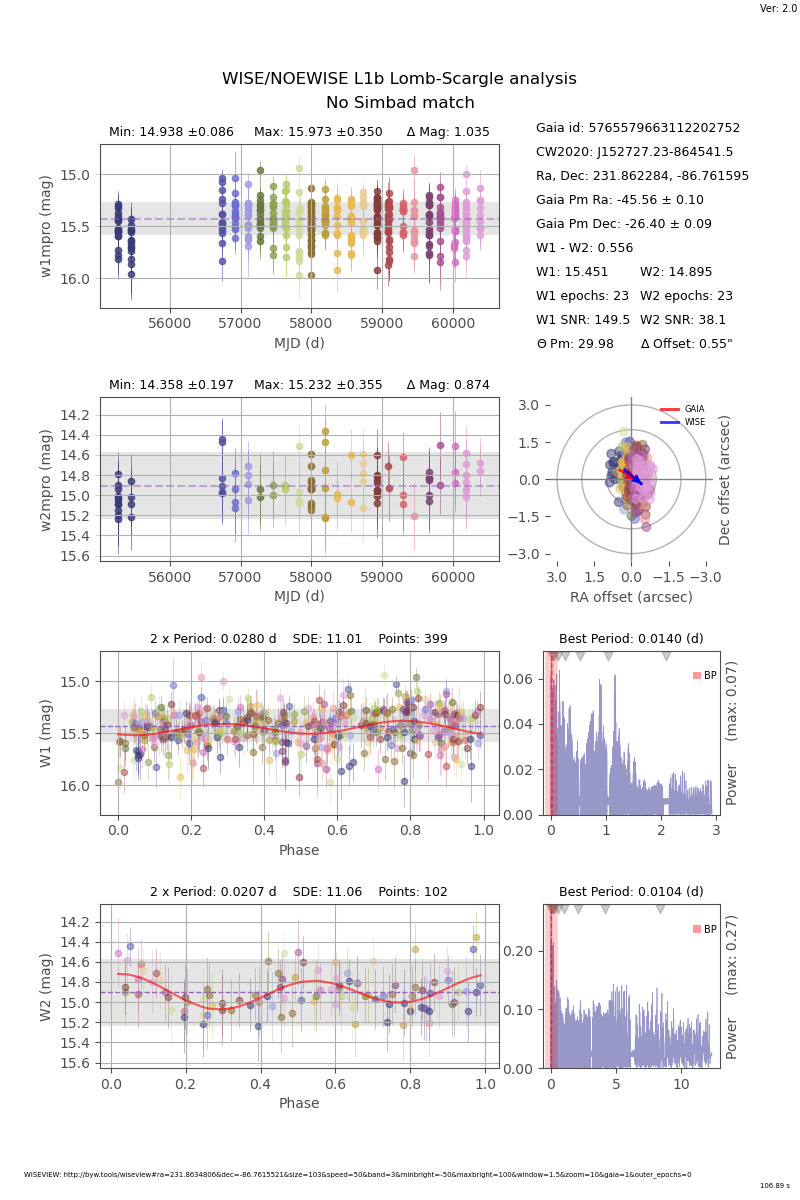 Ver: 2.0
WISE/NOEWISE L1b Lomb-Scargle analysis
No Simbad match
Min: 14.938 ±0.086 Max: 15.973 ±0.350 Δ Mag: 1.035
15.0
15.5
16.0
w1mpro (mag)
56000 57000 58000 59000 60000
MJD (d)
Gaia id: 5765579663112202752
CW2020: J152727.23-864541.5
Ra, Dec: 231.862284, -86.761595
Gaia Pm Ra: -45.56 ± 0.10
Gaia Pm Dec: -26.40 ± 0.09
W1 - W2: 0.556
W1: 15.451 W2: 14.895
W1 epochs: 23 W2 epochs: 23
W1 SNR: 149.5 W2 SNR: 38.1
Θ Pm: 29.98 Δ Offset: 0.55"
Min: 14.358 ±0.197 Max: 15.232 ±0.355 Δ Mag: 0.874
14.2
14.4
14.6
14.8
15.0
15.2
15.4
15.6
w2mpro (mag)
56000 57000 58000 59000 60000
MJD (d)
GAIA
WISE
3.0
1.5
0.0
−1.5
−3.0
3.0 1.5 0.0 −1.5 −3.0
RA offset (arcsec)
Dec offset (arcsec)
2 x Period: 0.0280 d SDE: 11.01 Points: 399
15.0
15.5
16.0
W1 (mag)
0.0 0.2 0.4 0.6 0.8 1.0
Phase
Best Period: 0.0140 (d)
BP
0.06
0.04
0.02
0.00
0 1 2 3
Power (max: 0.07)
2 x Period: 0.0207 d SDE: 11.06 Points: 102
14.2
14.4
14.6
14.8
15.0
15.2
15.4
15.6
W2 (mag)
0.0 0.2 0.4 0.6 0.8 1.0
Phase
Best Period: 0.0104 (d)
BP
0.20
0.10
0.00
0 5 10
Power (max: 0.27)
WISEVIEW: http://byw.tools/wiseview#ra=231.8634806&dec=-86.7615521&size=103&speed=50&band=3&minbright=-50&maxbright=100&window=1.5&zoom=10&gaia=1&outer_epochs=0
106.89 s